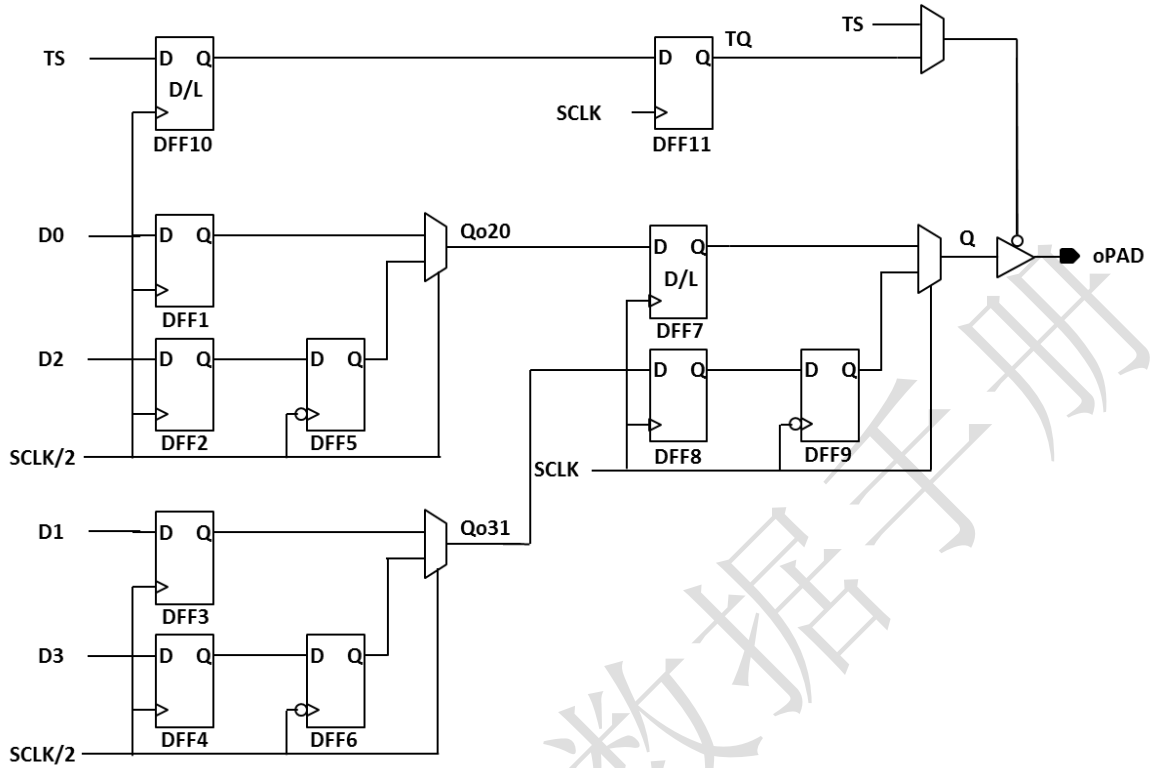 TS
D Q
D/L
DFF10
D Q
SCLK
DFF11
TQ
TS
D0
D Q
DFF1
Qo20
D2
D Q
DFF2
D Q
DFF5
SCLK/2
D Q
D/L
DFF7
D Q
DFF8
D Q
DFF9
SCLK
Q
oPAD
D1
D Q
DFF3
Qo31
D3
D Q
DFF4
D Q
DFF6
SCLK/2
数据手册